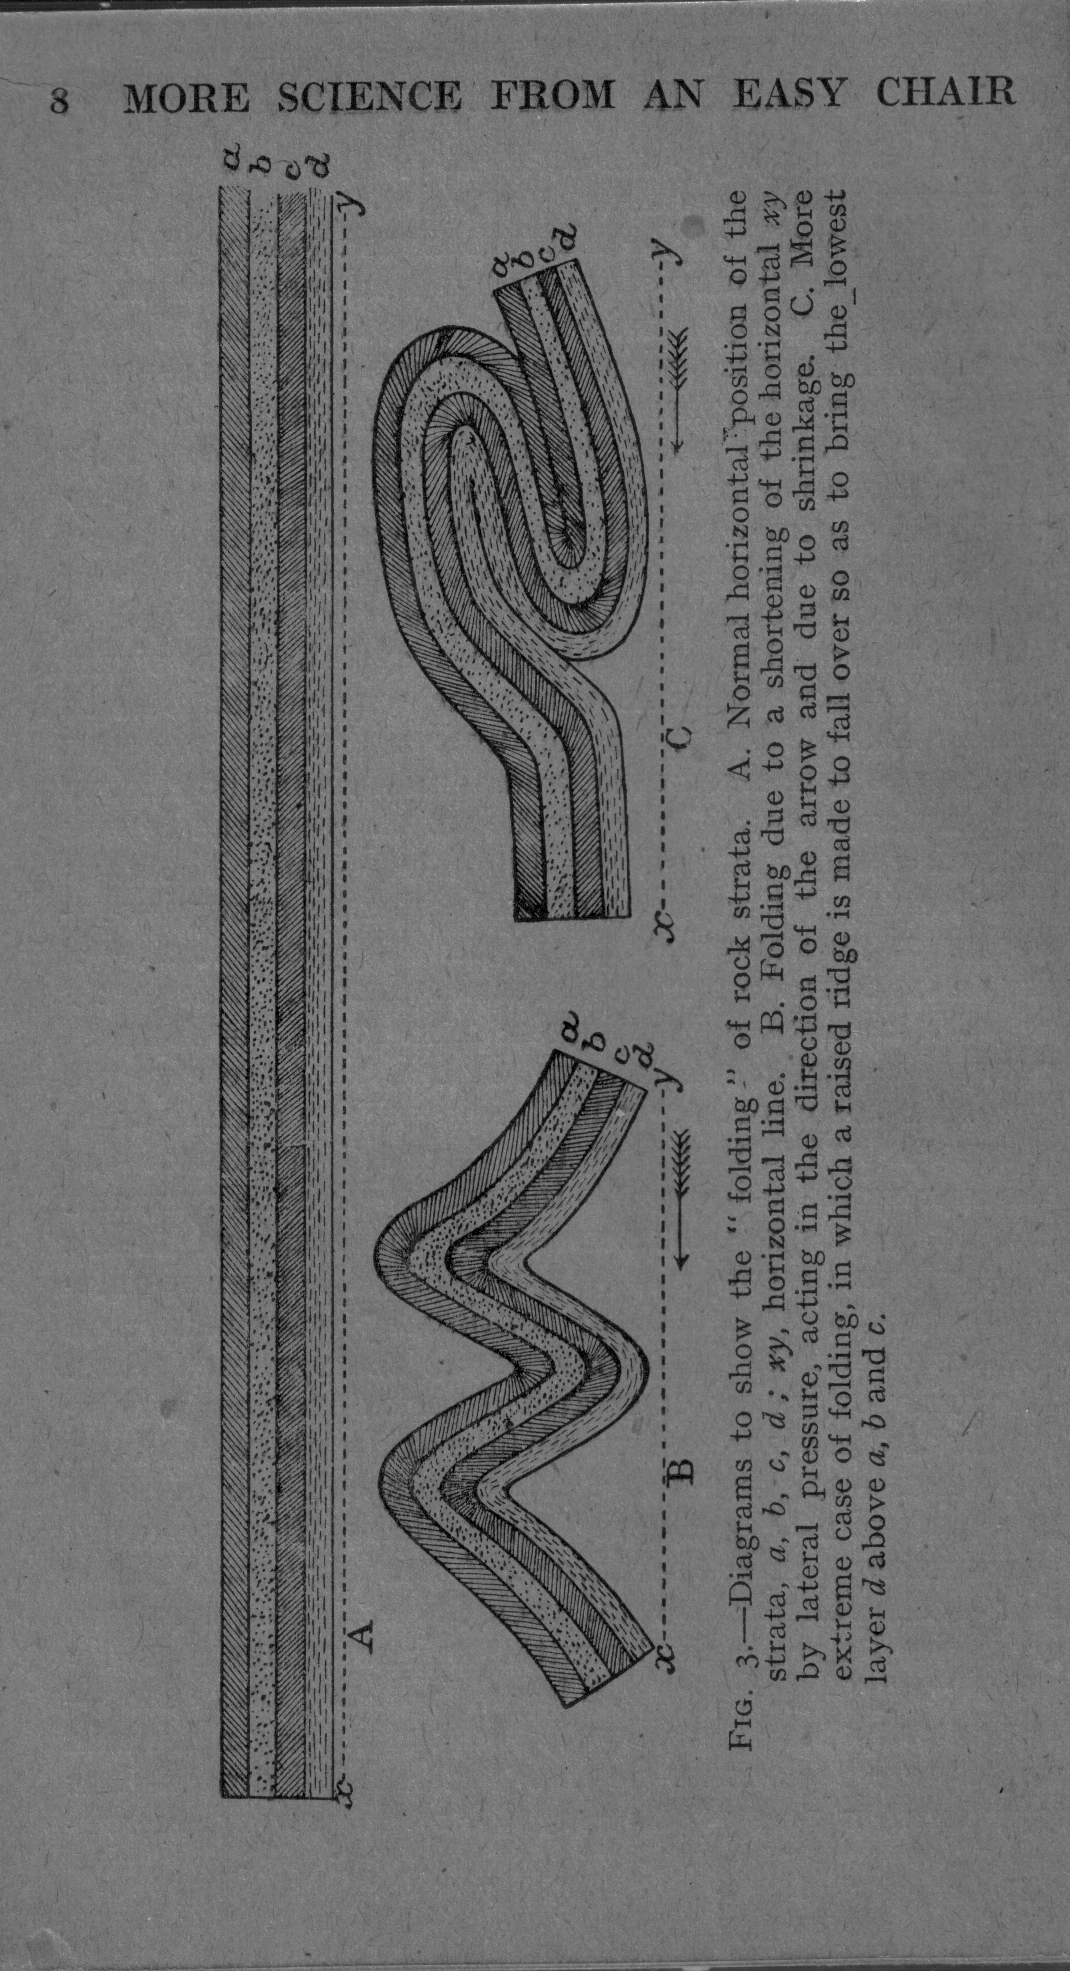 8 MORE SCIENCE FROM AN EASY CHAIR
a
b
c
d
x
y
A
a
b
c
d
x
y
B
a
b
c
d
x
y
C
FIG. 3.—Diagrams to show the "folding" of rock strata. A. Normal horizontal position of the
strata, a, b, c, d; xy, horizontal line. B. Folding due to a shortening of the horizontal xy
by lateral pressure, acting in the direction of the arrow and due to shrinkage. C. More
extreme case of folding, in which a raised ridge is made to fall over so as to bring the lowest
layer d above a, b and c.